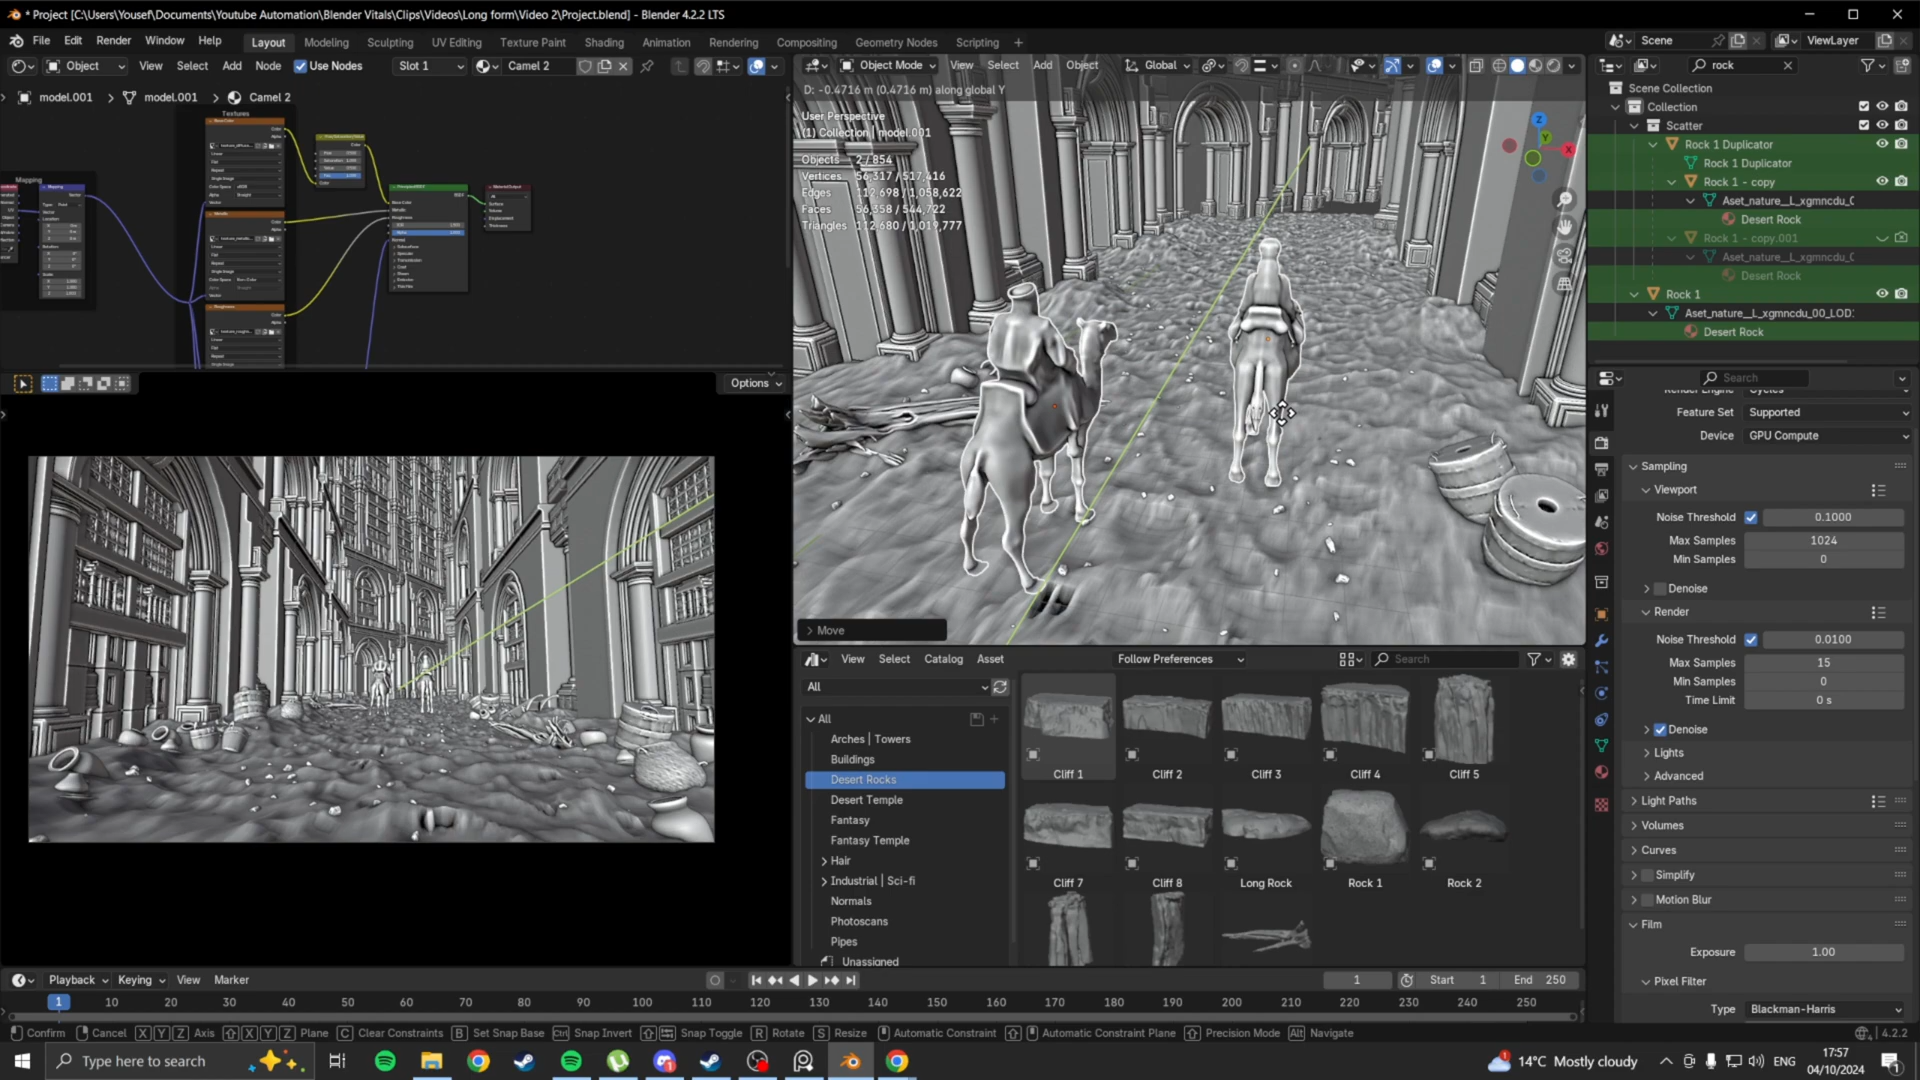 * Project [C:\Users\Yousef\Documents\Youtube Automation\Blender Vitals\Clips\Videos\Long form\Video 2\Project.blend] - Blender 4.2.2 LTS
File Edit Render Window Help Layout Modeling Sculpting UV Editing Texture Paint Shading Animation Rendering Compositing Geometry Nodes Scripting + Scene ViewLayer
Object View Select Add Object Node Use Nodes Slot 1 Camel 2
model.001 > model.001 > Camel 2
Textures
Mapping
Options
Object Mode View Select Add Object Global
D: -0.4716 m (0.4716 m) along global Y
User Perspective
(1) Collection | model.001
Objects 2 / 854
Vertices 56,317 / 517,416
Edges 112,698 / 1,058,622
Faces 56,358 / 544,722
Triangles 112,680 / 1,019,777
Z
Y
X
Move
rock
Scene Collection
Collection
Scatter
Rock 1 Duplicator
Rock 1 Duplicator
Rock 1 - copy
Aset_nature__L_xgmncdu_0
Desert Rock
Rock 1 - copy.001
Aset_nature__L_xgmncdu_0
Desert Rock
Rock 1
Aset_nature__L_xgmncdu_00_LOD:
Desert Rock
Search
Render Engine Cycles
Feature Set Supported
Device GPU Compute
Sampling
Viewport
Noise Threshold 0.1000
Max Samples 1024
Min Samples 0
Denoise
Render
Noise Threshold 0.0100
Max Samples 15
Min Samples 0
Time Limit 0 s
Denoise
Lights
Advanced
Light Paths
Volumes
Curves
Simplify
Motion Blur
Film
Exposure 1.00
Pixel Filter
Type Blackman-Harris
View Select Catalog Asset Follow Preferences Search
All
All
Arches | Towers
Buildings
Desert Rocks
Desert Temple
Fantasy
Fantasy Temple
Hair
Industrial | Sci-fi
Normals
Photoscans
Pipes
Unassigned
Cliff 1 Cliff 2 Cliff 3 Cliff 4 Cliff 5
Cliff 7 Cliff 8 Long Rock Rock 1 Rock 2
Playback Keying View Marker 1 Start 1 End 250
1 10 20 30 40 50 60 70 80 90 100 110 120 130 140 150 160 170 180 190 200 210 220 230 240 250
Confirm Cancel X Y Z Axis X Y Z Plane C Clear Constraints B Set Snap Base Ctrl Snap Invert Snap Toggle R Rotate S Resize Automatic Constraint Automatic Constraint Plane Precision Mode Alt Navigate 4.2.2
Type here to search 14°C Mostly cloudy ENG 17:57
04/10/2024